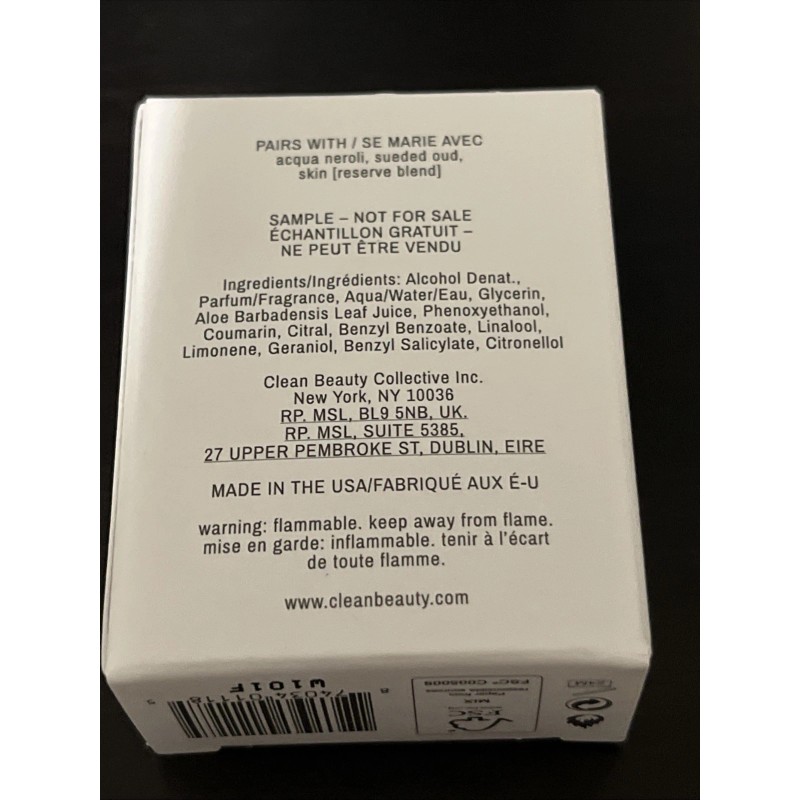 PAIRS WITH / SE MARIE AVEC
acqua neroli, sueded oud,
skin [reserve blend]
SAMPLE – NOT FOR SALE
ÉCHANTILLON GRATUIT –
NE PEUT ÊTRE VENDU
Ingredients/Ingrédients: Alcohol Denat.,
Parfum/Fragrance, Aqua/Water/Eau, Glycerin,
Aloe Barbadensis Leaf Juice, Phenoxyethanol,
Coumarin, Citral, Benzyl Benzoate, Linalool,
Limonene, Geraniol, Benzyl Salicylate, Citronellol
Clean Beauty Collective Inc.
New York, NY 10036
RP. MSL, BL9 5NB, UK.
RP. MSL, SUITE 5385,
27 UPPER PEMBROKE ST, DUBLIN, EIRE
MADE IN THE USA/FABRIQUÉ AUX É-U
warning: flammable. keep away from flame.
mise en garde: inflammable. tenir à l'écart
de toute flamme.
www.cleanbeauty.com
W101F
FSC
MIX